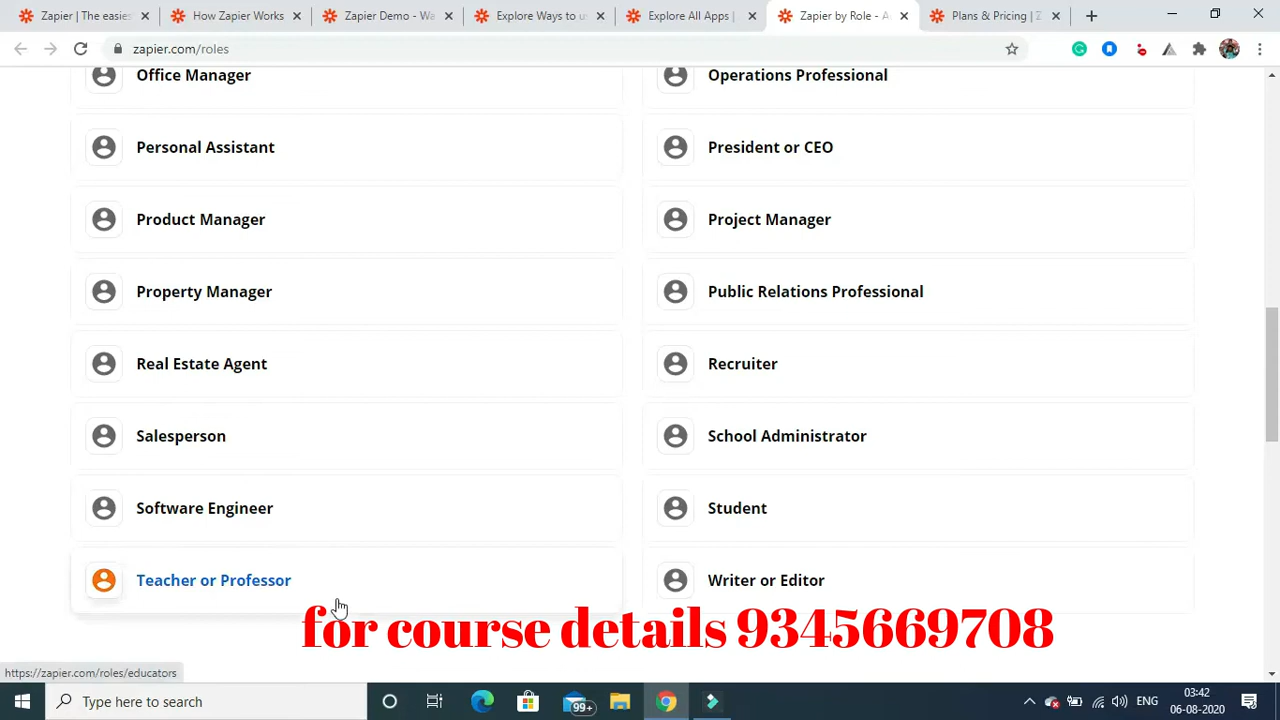 Zapier | The easies
How Zapier Works
Zapier Demo - Wa
Explore Ways to u
Explore All Apps |
Zapier by Role - A
Plans & Pricing | Z
zapier.com/roles
Office Manager
Operations Professional
Personal Assistant
President or CEO
Product Manager
Project Manager
Property Manager
Public Relations Professional
Real Estate Agent
Recruiter
Salesperson
School Administrator
Software Engineer
Student
Teacher or Professor
Writer or Editor
for course details 9345669708
https://zapier.com/roles/educators
Type here to search
99+
ENG
03:42
06-08-2020